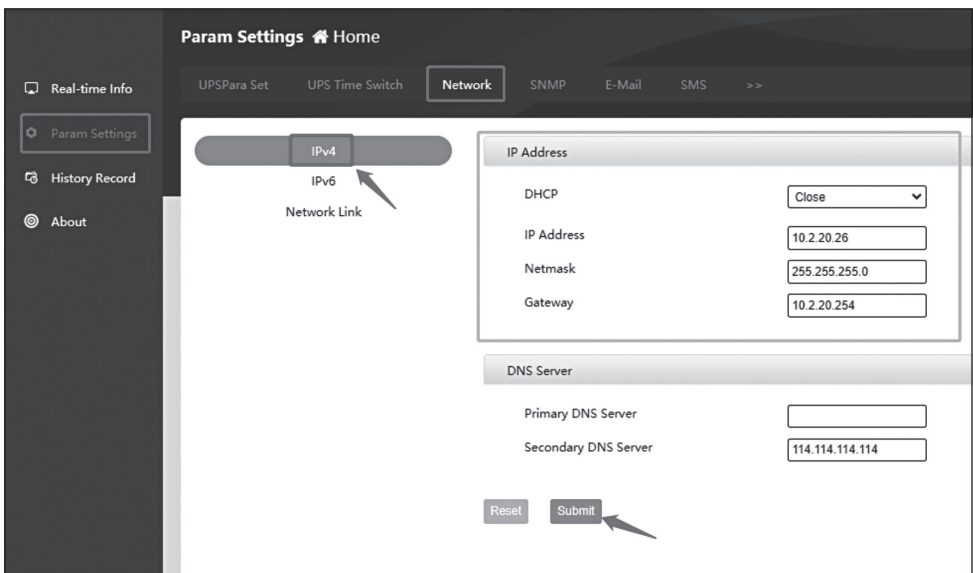 Param Settings Home
Real-time Info
Param Settings
History Record
About
UPSPara Set UPS Time Switch Network SNMP E-Mail SMS >>
IPv4
IPv6
Network Link
IP Address
DHCP Close
IP Address 10.2.20.26
Netmask 255.255.255.0
Gateway 10.2.20.254
DNS Server
Primary DNS Server
Secondary DNS Server 114.114.114.114
Reset Submit